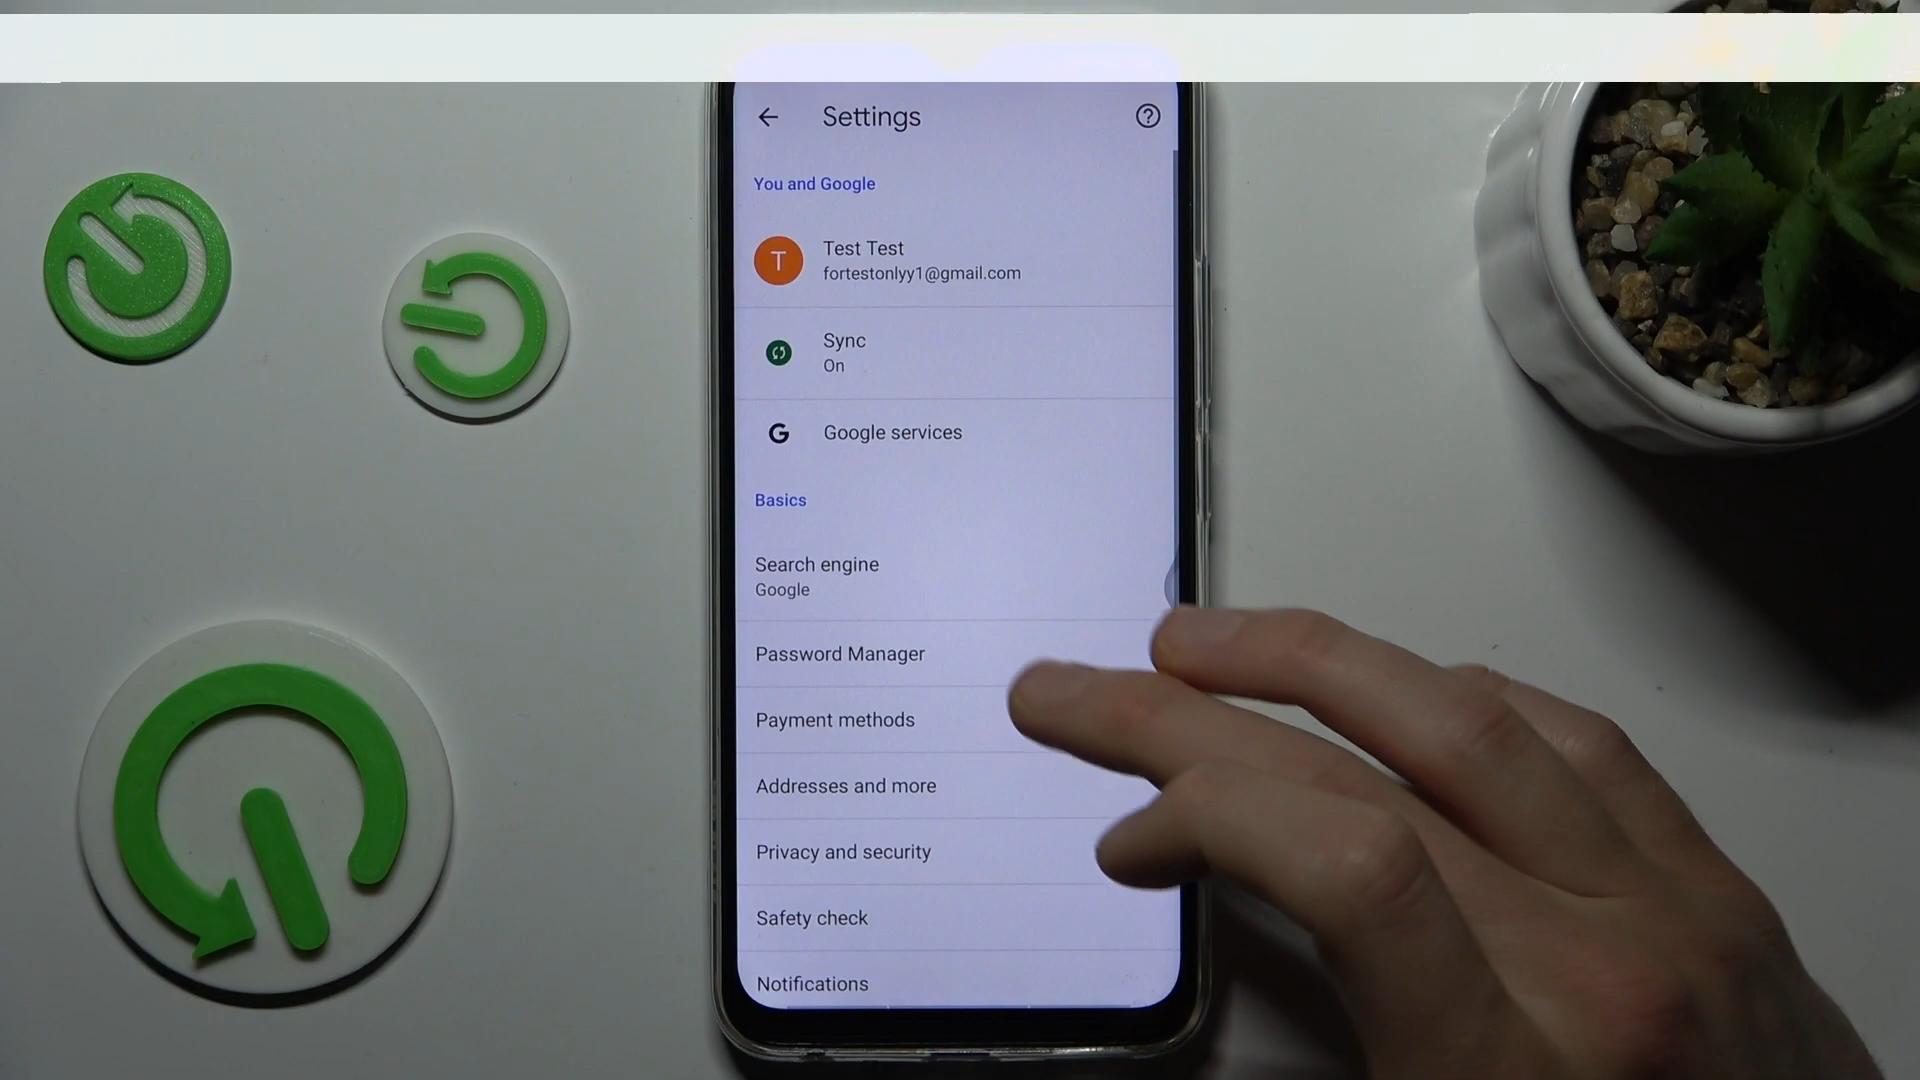 Settings
You and Google
T
Test Test
fortestonlyy1@gmail.com
Sync
On
G
Google services
Basics
Search engine
Google
Password Manager
Payment methods
Addresses and more
Privacy and security
Safety check
Notifications